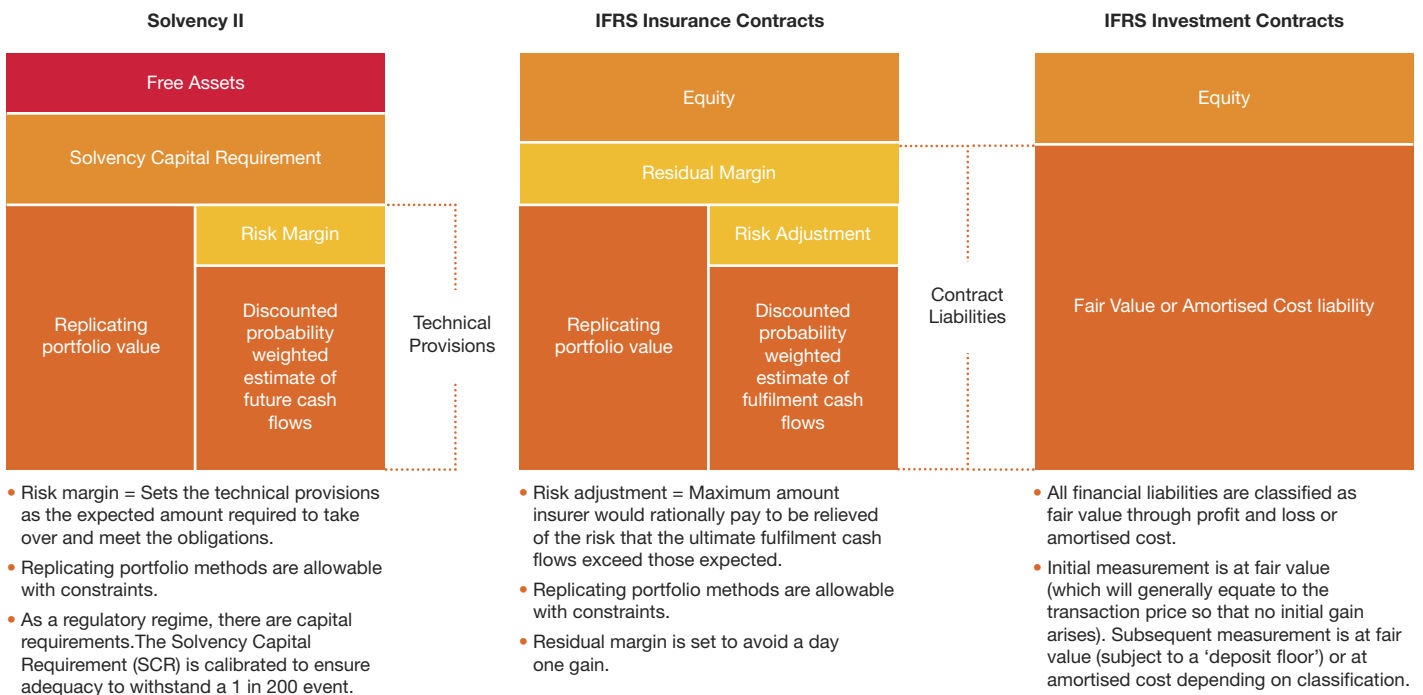 Solvency II
Free Assets
Solvency Capital Requirement
Risk Margin
Replicating
portfolio value
Discounted
probability
weighted
estimate of
future cash
flows
Technical
Provisions
• Risk margin = Sets the technical provisions
as the expected amount required to take
over and meet the obligations.
• Replicating portfolio methods are allowable
with constraints.
• As a regulatory regime, there are capital
requirements.The Solvency Capital
Requirement (SCR) is calibrated to ensure
adequacy to withstand a 1 in 200 event.
IFRS Insurance Contracts
Equity
Residual Margin
Risk Adjustment
Replicating
portfolio value
Discounted
probability
weighted
estimate of
fulfilment cash
flows
Contract
Liabilities
• Risk adjustment = Maximum amount
insurer would rationally pay to be relieved
of the risk that the ultimate fulfilment cash
flows exceed those expected.
• Replicating portfolio methods are allowable
with constraints.
• Residual margin is set to avoid a day
one gain.
IFRS Investment Contracts
Equity
Fair Value or Amortised Cost liability
• All financial liabilities are classified as
fair value through profit and loss or
amortised cost.
• Initial measurement is at fair value
(which will generally equate to the
transaction price so that no initial gain
arises). Subsequent measurement is at fair
value (subject to a ‘deposit floor’) or at
amortised cost depending on classification.